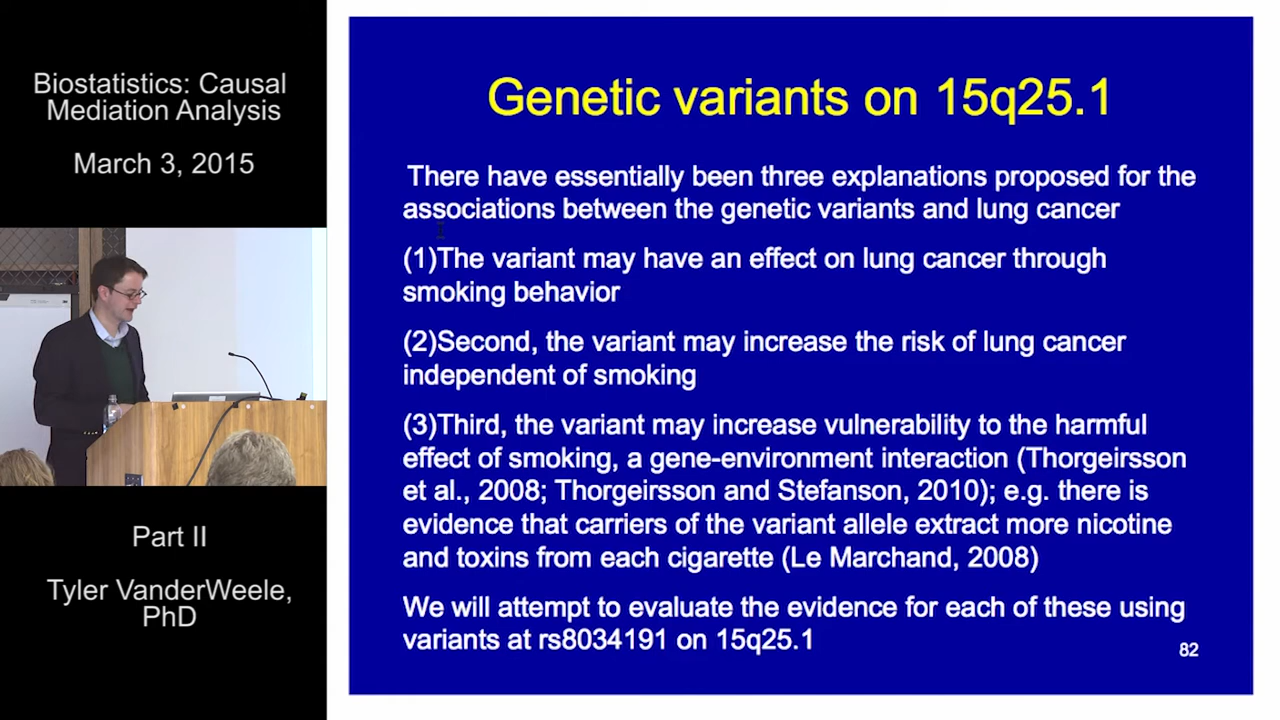 Biostatistics: Causal
Mediation Analysis
March 3, 2015
Part II
Tyler VanderWeele,
PhD
Genetic variants on 15q25.1
There have essentially been three explanations proposed for the
associations between the genetic variants and lung cancer
(1)The variant may have an effect on lung cancer through
smoking behavior
(2)Second, the variant may increase the risk of lung cancer
independent of smoking
(3)Third, the variant may increase vulnerability to the harmful
effect of smoking, a gene-environment interaction (Thorgeirsson
et al., 2008; Thorgeirsson and Stefanson, 2010); e.g. there is
evidence that carriers of the variant allele extract more nicotine
and toxins from each cigarette (Le Marchand, 2008)
We will attempt to evaluate the evidence for each of these using
variants at rs8034191 on 15q25.1
82